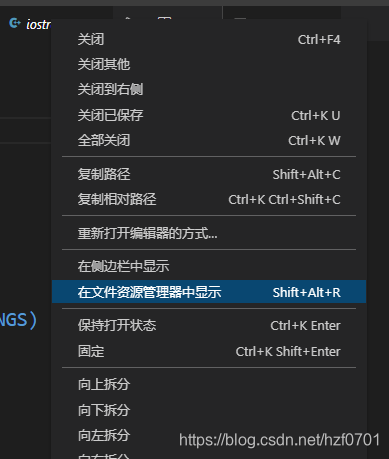 iostr
关闭 Ctrl+F4
关闭其他
关闭到右侧
关闭已保存 Ctrl+K U
全部关闭 Ctrl+K W
复制路径 Shift+Alt+C
复制相对路径 Ctrl+K Ctrl+Shift+C
重新打开编辑器的方式...
在侧边栏中显示
在文件资源管理器中显示 Shift+Alt+R
NGS)
保持打开状态 Ctrl+K Enter
固定 Ctrl+K Shift+Enter
向上拆分
向下拆分
向左拆分
https://blog.csdn.net/hzf0701
向右拆分